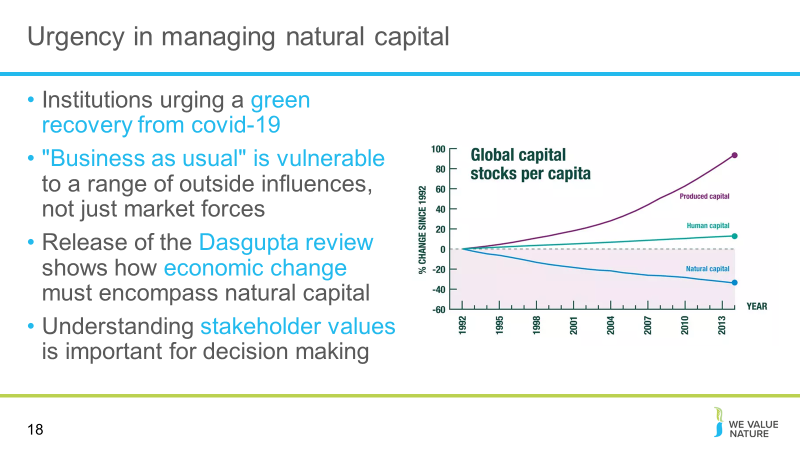 Urgency in managing natural capital
• Institutions urging a green
recovery from covid-19
• "Business as usual" is vulnerable
to a range of outside influences,
not just market forces
• Release of the Dasgupta review
shows how economic change
must encompass natural capital
• Understanding stakeholder values
is important for decision making
Global capital
stocks per capita
% CHANGE SINCE 1992
100
80
60
40
20
0
-20
-40
-60
Produced capital
Human capital
Natural capital
1992
1995
1998
2001
2004
2007
2010
2013
YEAR
18
WE VALUE
NATURE